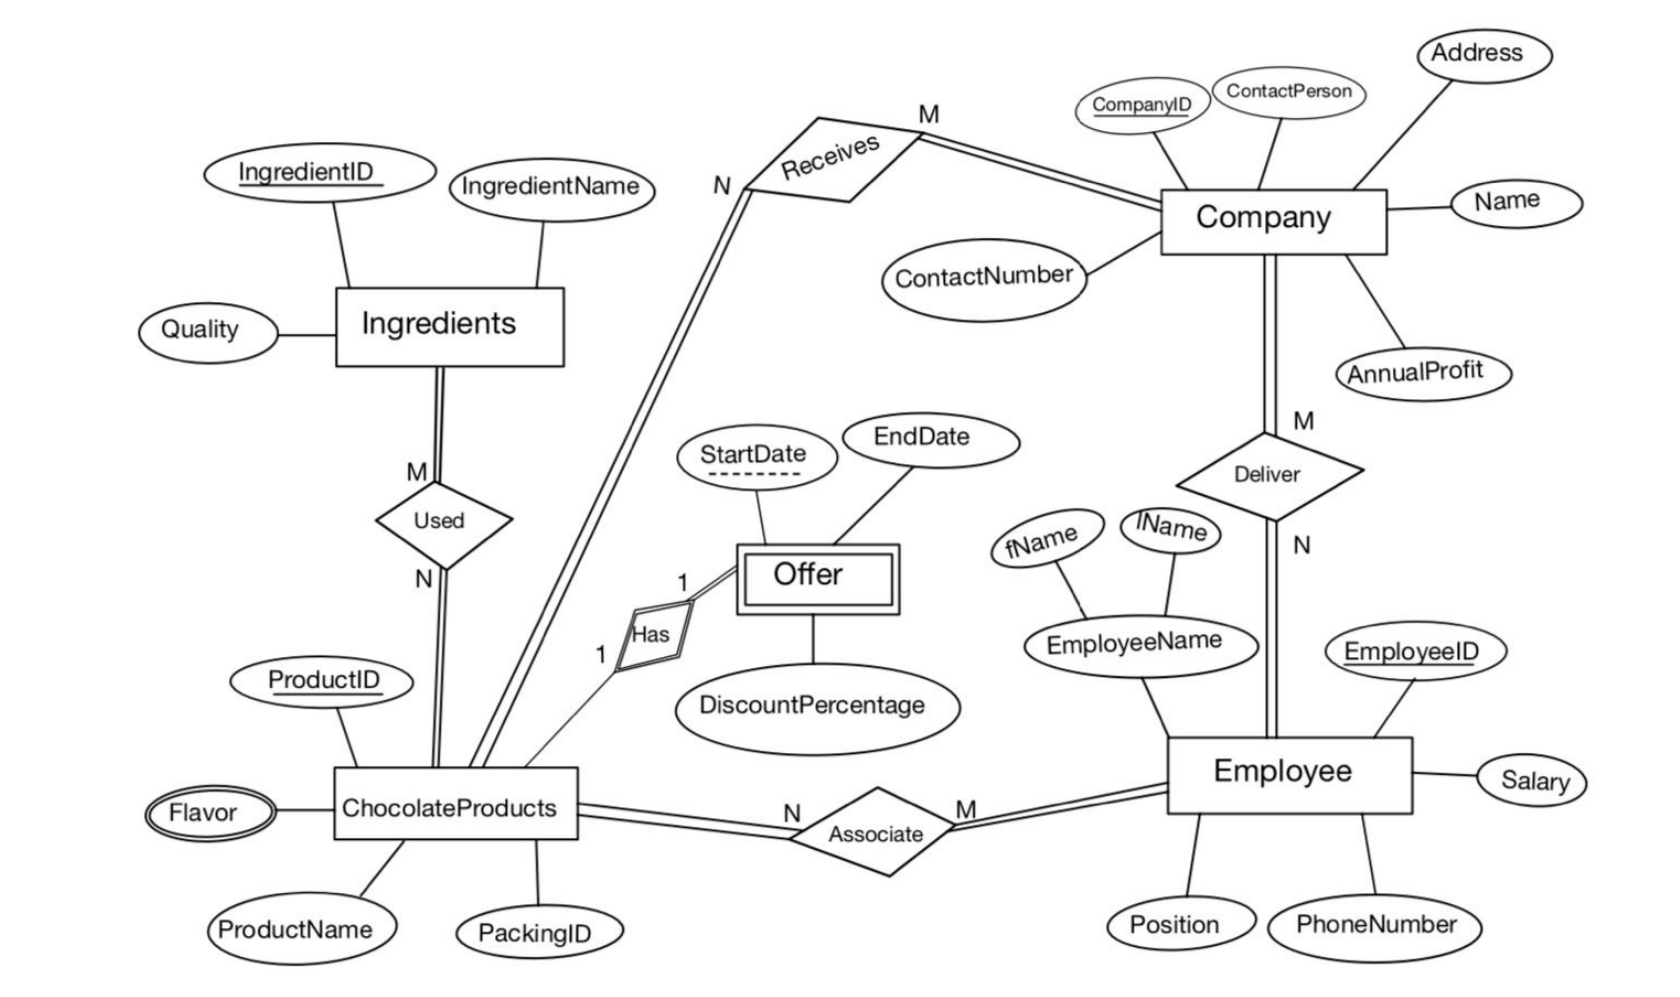 Address
ContactPerson
CompanyID
M
Receives
N
IngredientID
IngredientName
Name
Company
ContactNumber
Quality
Ingredients
AnnualProfit
M
StartDate
EndDate
M
Deliver
Used
N
fName
lName
N
Offer
1
Has
1
EmployeeName
EmployeeID
ProductID
DiscountPercentage
Employee
Salary
Flavor
ChocolateProducts
N
M
Associate
ProductName
PackingID
Position
PhoneNumber